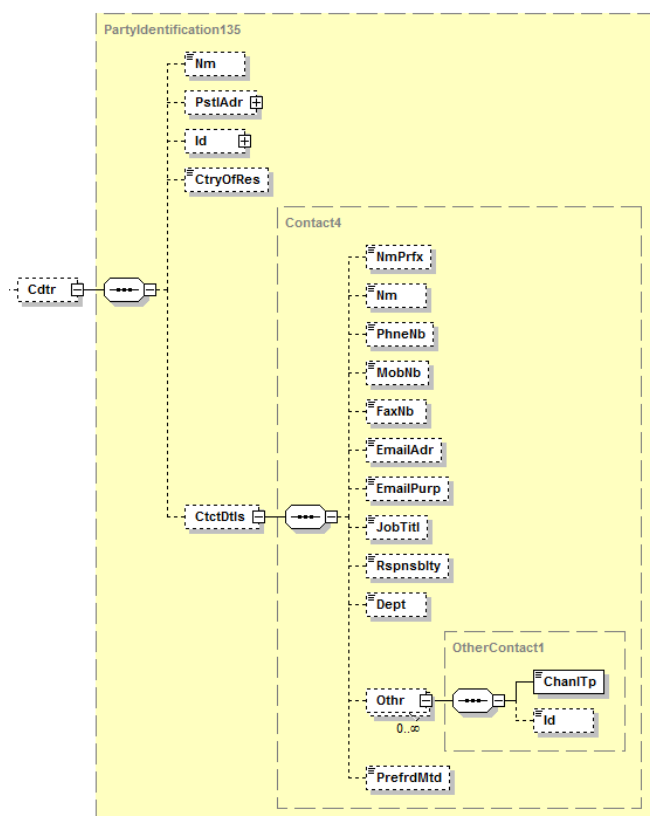 PartyIdentification135
Nm
PstlAdr
Id
CtryOfRes
Contact4
NmPrfx
Nm
Cdtr
PhneNb
MobNb
FaxNb
EmailAdr
EmailPurp
CtctDtls
JobTitl
Rspnsblty
Dept
OtherContact1
ChanlTp
Othr
Id
0..∞
PrefrdMtd